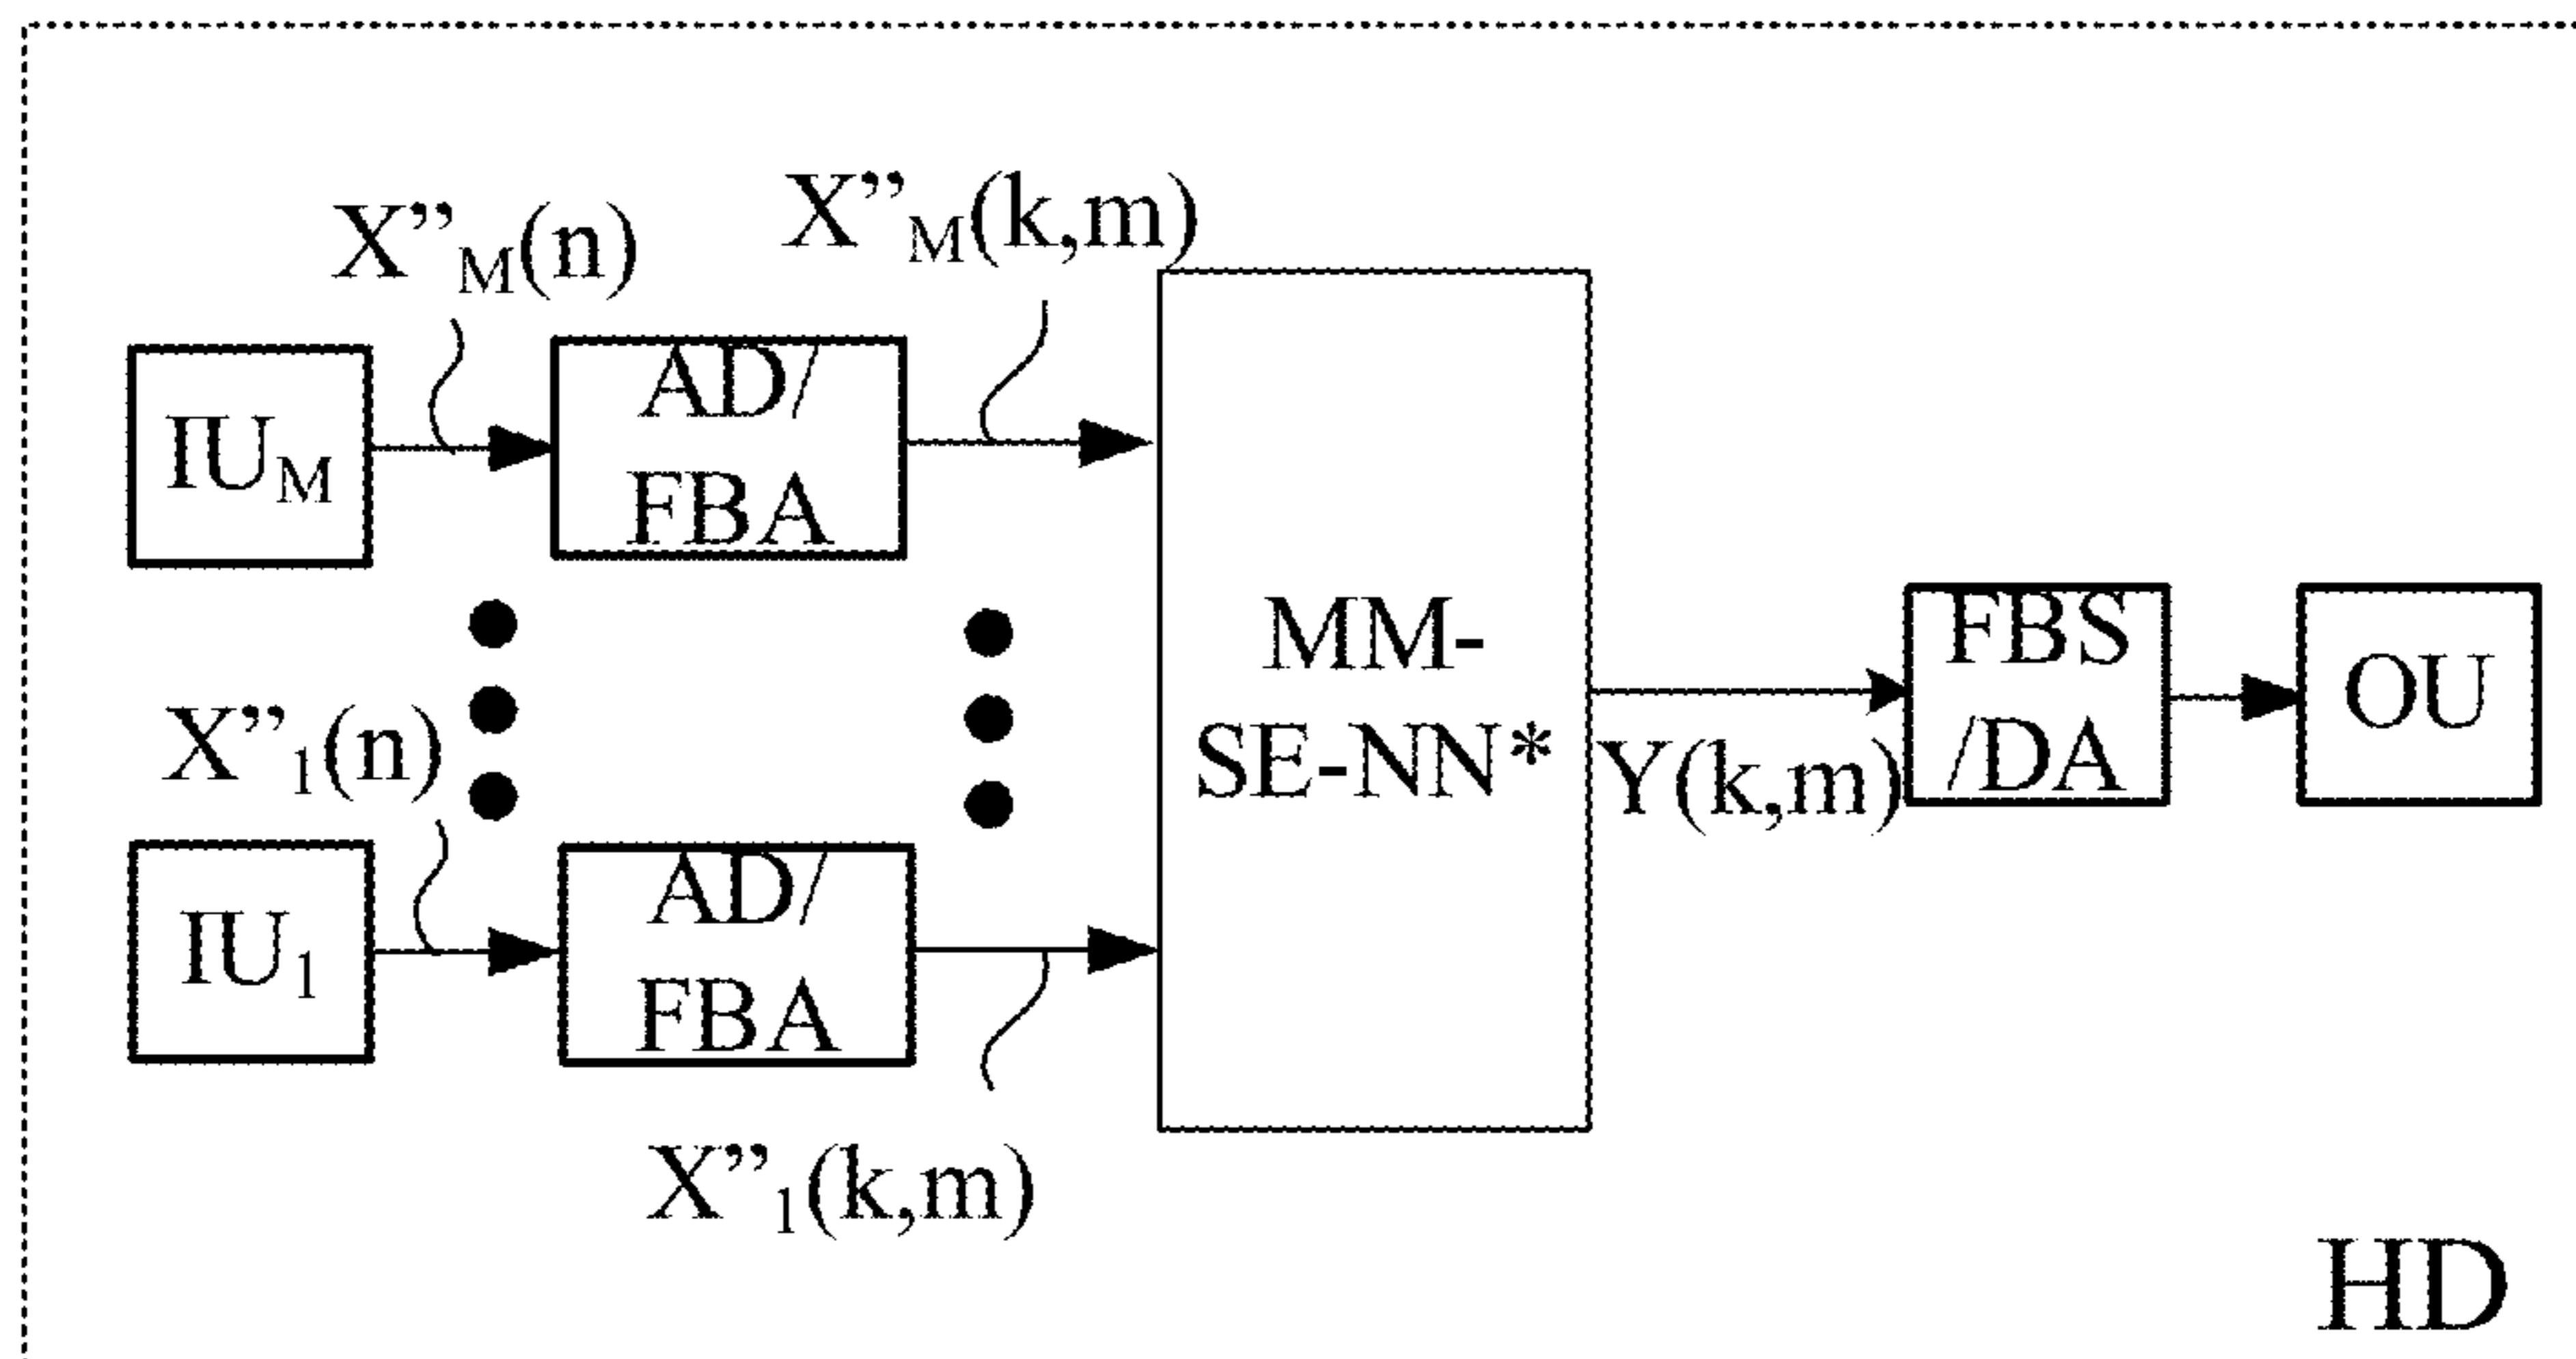 X”M(k,m)
X”M(n)
IUM
AD/
FBA
X”1(n)
MM-
SE-NN*
Y(k,m)
FBS
/DA
OU
IU1
AD/
FBA
X”1(k,m)
HD